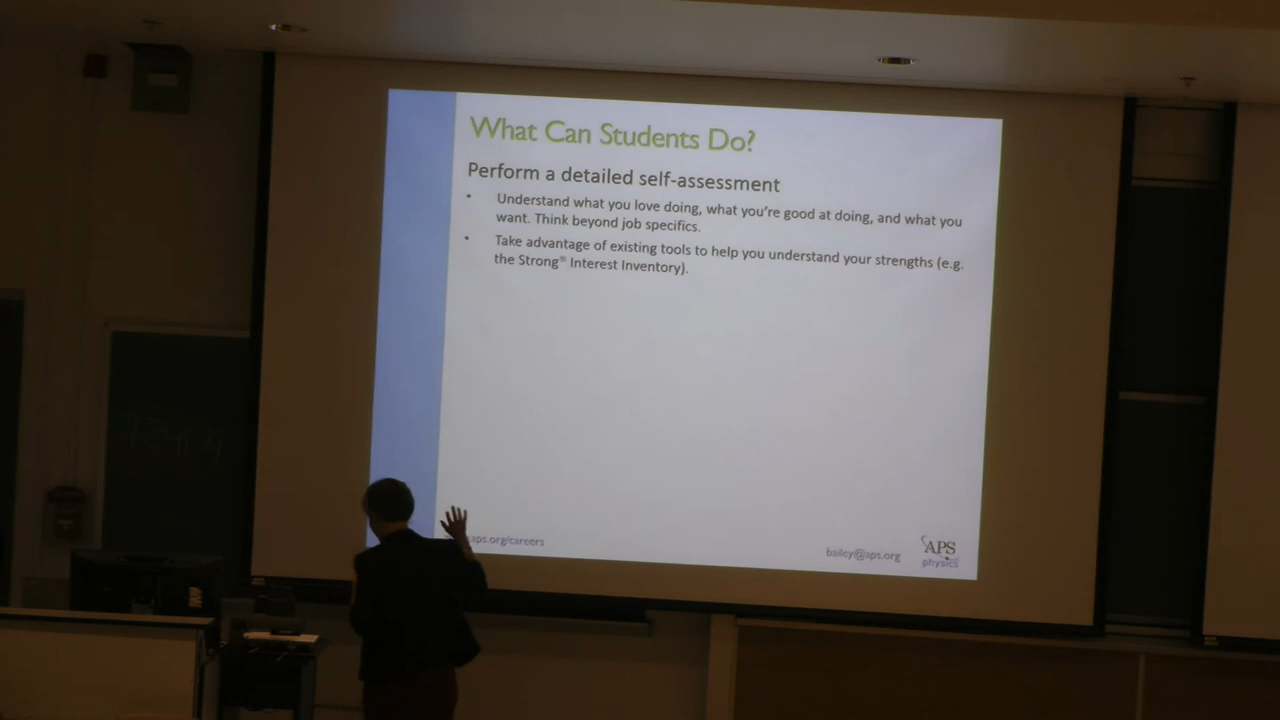 What Can Students Do?
Perform a detailed self-assessment
• Understand what you love doing, what you're good at doing, and what you
want. Think beyond job specifics.
• Take advantage of existing tools to help you understand your strengths (e.g.
the Strong® Interest Inventory).
aps.org/careers
bailey@aps.org
APS
physics